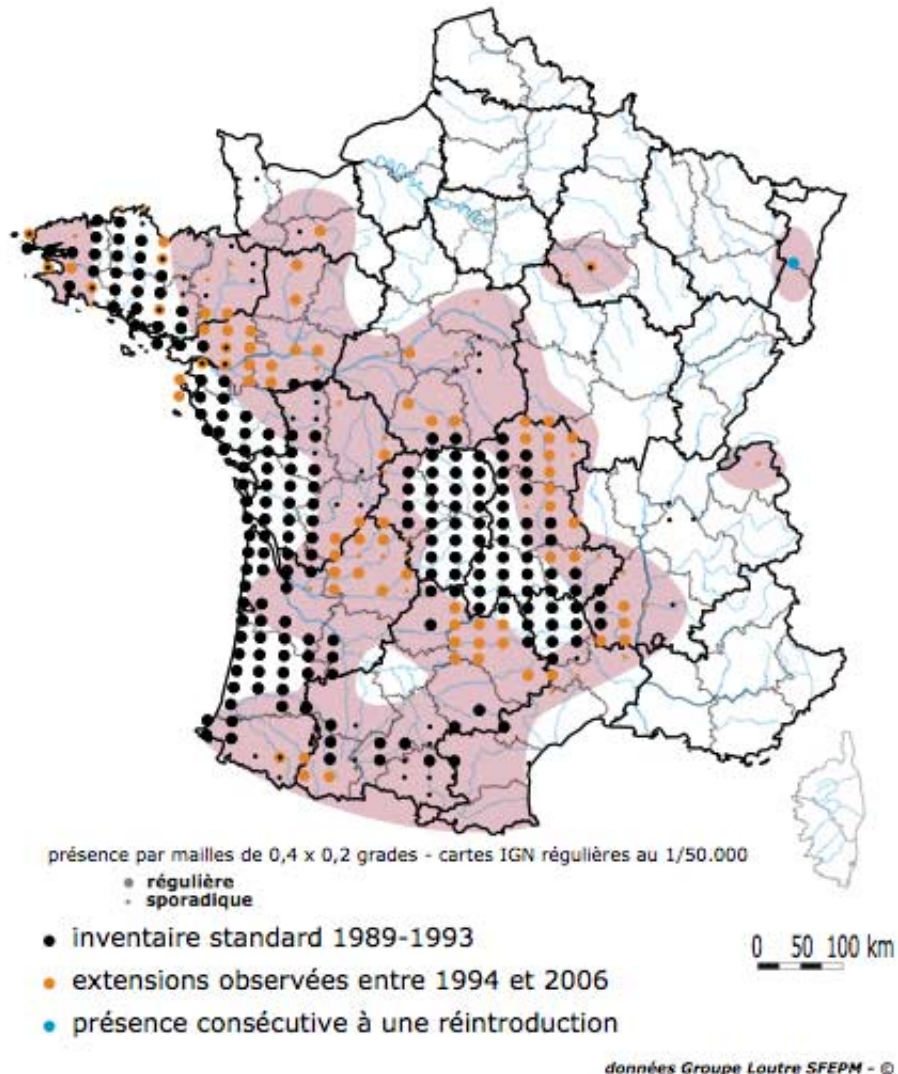 présence par mailles de 0,4 x 0,2 grades - cartes IGN régulières au 1/50.000
régulière
sporadique
inventaire standard 1989-1993
extensions observées entre 1994 et 2006
présence consécutive à une réintroduction
0 50 100 km
données Groupe Loutre SFEPM - ©